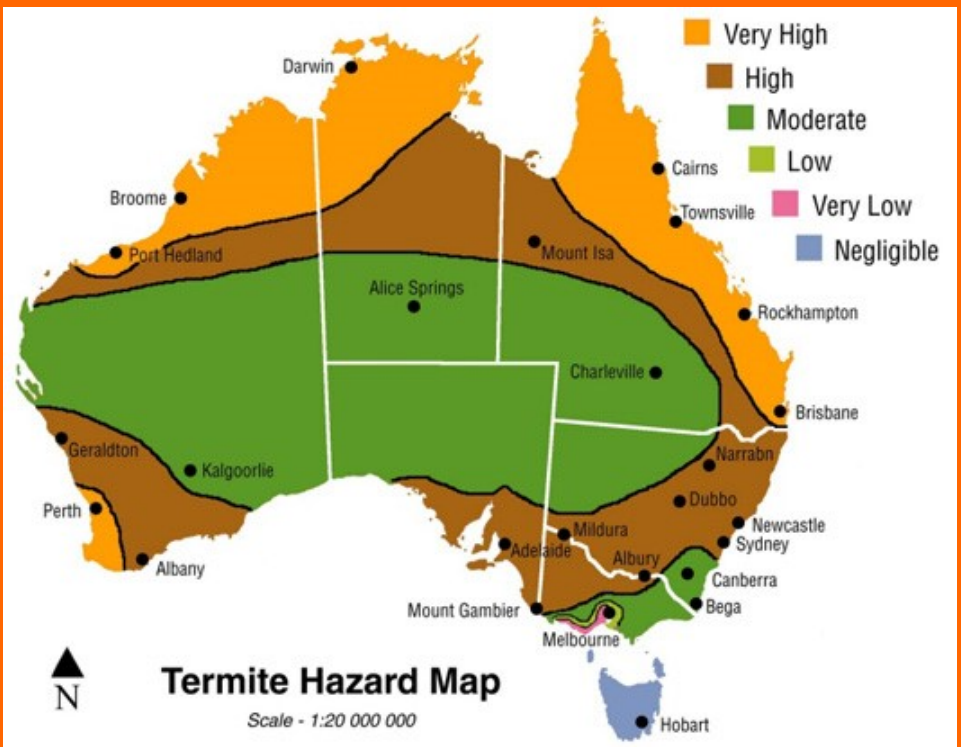 Very High
Darwin
High
Moderate
Low
Cairns
Broome
Very Low
Townsville
Port Hedland
Mount Isa
Negligible
Alice Springs
Rockhampton
Charleville
Brisbane
Geraldton
Narrabn
Kalgoorlie
Dubbo
Perth
Newcastle
Mildura
Sydney
Adelaide
Albury
Albany
Canberra
Mount Gambier
Bega
Melbourne
Termite Hazard Map
N
Scale - 1:20 000 000
Hobart